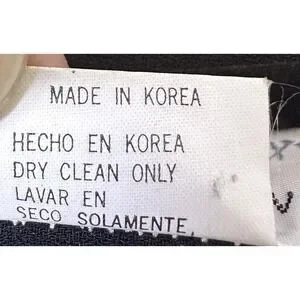 MADE IN KOREA
HECHO EN KOREA
DRY CLEAN ONLY
LAVAR EN
SECO SOLAMENTE,